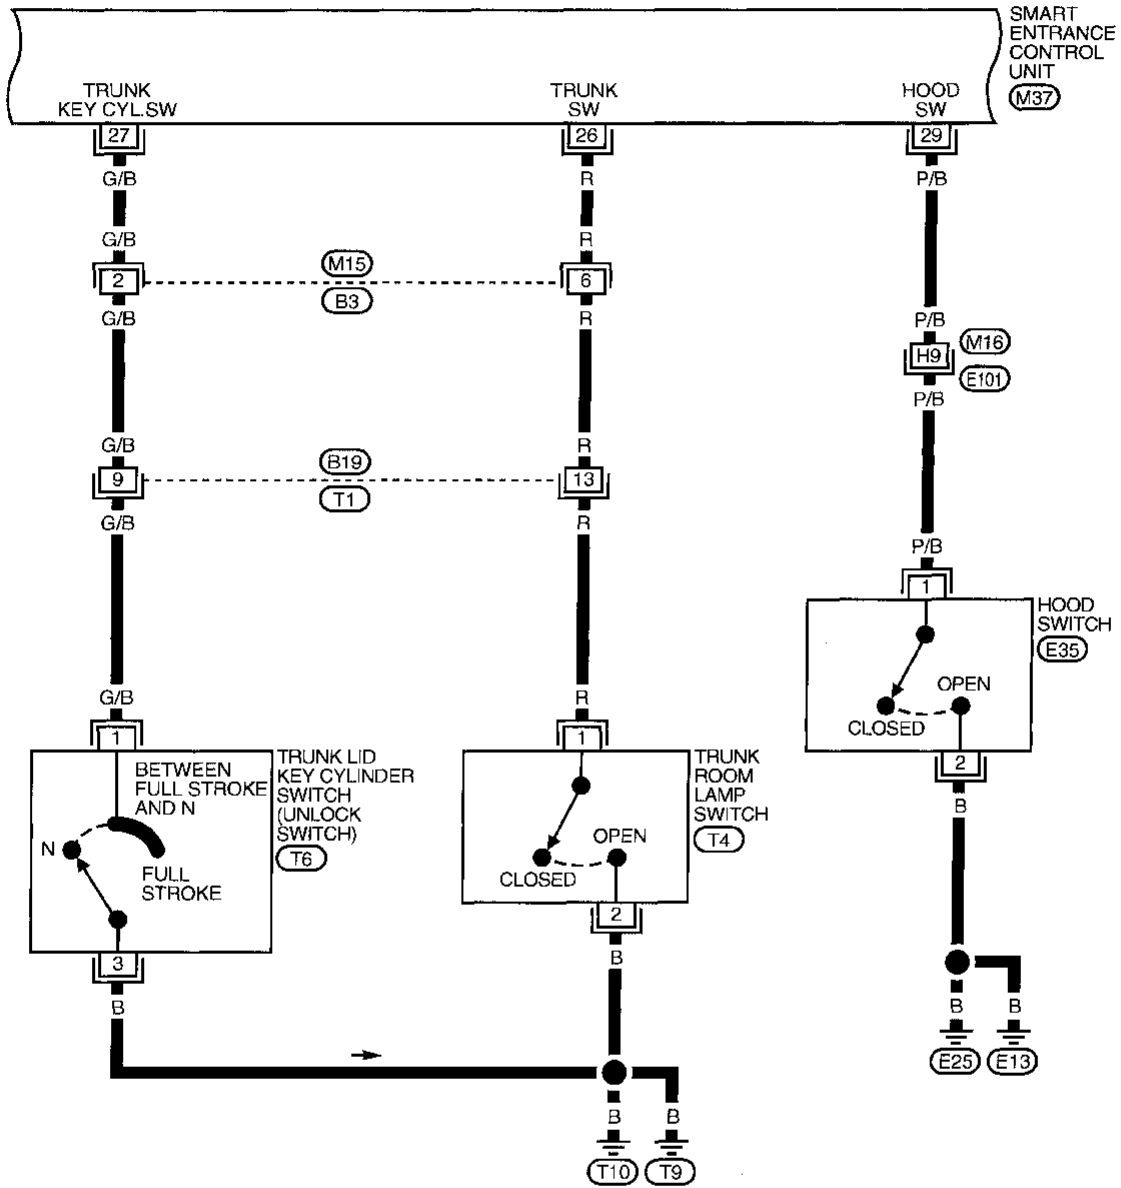 SMART
ENTRANCE
CONTROL
UNIT
M37
TRUNK
KEY CYL.SW
TRUNK
SW
HOOD
SW
27
26
29
G/B
R
P/B
G/B
R
M15
2
6
B3
G/B
R
P/B
H9
M16
E101
P/B
G/B
R
B19
9
13
T1
G/B
R
P/B
1
HOOD
SWITCH
E35
OPEN
CLOSED
2
B
G/B
R
1
1
TRUNK LID
KEY CYLINDER
SWITCH
(UNLOCK
SWITCH)
T6
BETWEEN
FULL STROKE
AND N
N
FULL
STROKE
3
B
TRUNK
ROOM
LAMP
SWITCH
T4
OPEN
CLOSED
2
B
B
B
E25
E13
B
B
T10
T9